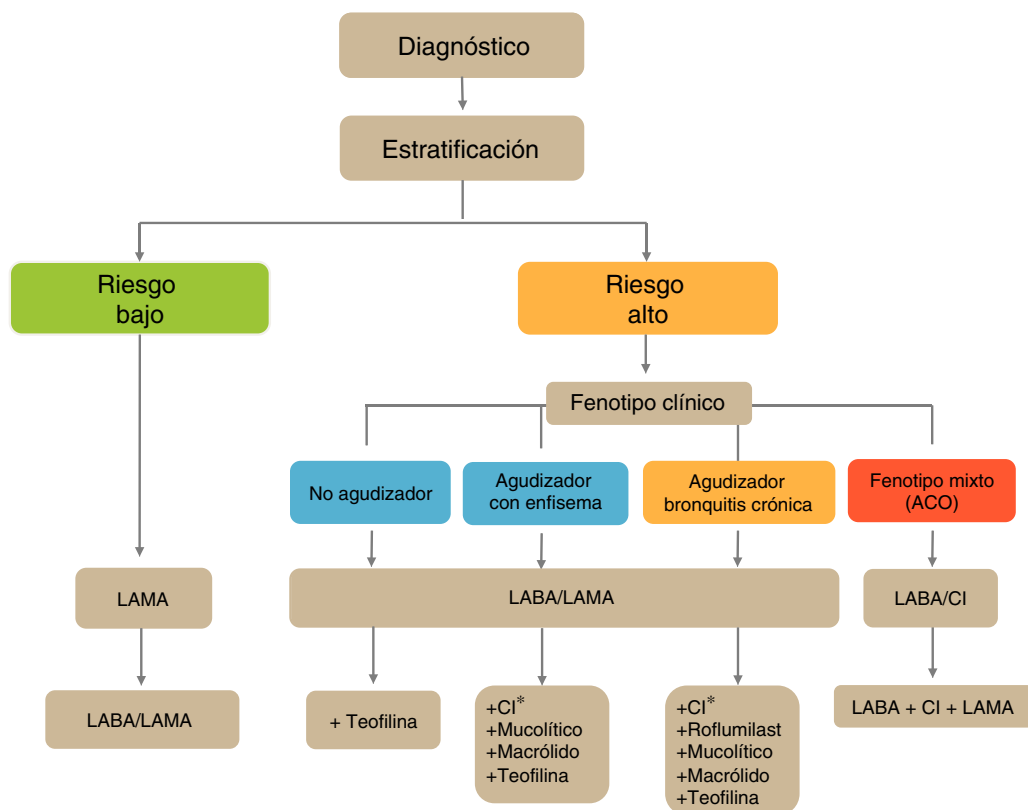 Diagnóstico
Estratificación
Riesgo
bajo
Riesgo
alto
Fenotipo clínico
No agudizador
Agudizador
con enfisema
Agudizador
bronquitis crónica
Fenotipo mixto
(ACO)
LAMA
LABA/LAMA
LABA/CI
LABA/LAMA
+ Teofilina
+CI*
+Mucolítico
+Macrólido
+Teofilina
+CI*
+Roflumilast
+Mucolítico
+Macrólido
+Teofilina
LABA + CI + LAMA